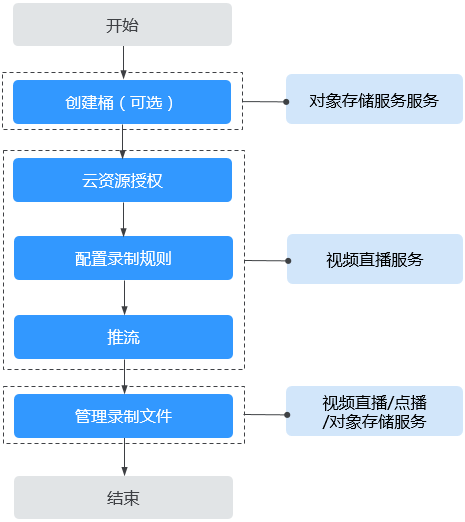 开始
创建桶（可选）
对象存储服务服务
云资源授权
配置录制规则
视频直播服务
推流
管理录制文件
视频直播/点播
/对象存储服务
结束